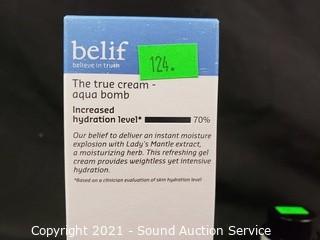 belif
believe in truth
124.
The true cream -
aqua bomb
Increased
hydration level* 70%
Our belief to deliver an instant moisture
explosion with Lady's Mantle extract,
a moisturizing herb. This refreshing gel
cream provides weightless yet intensive
hydration.
*Based on a clinician evaluation of skin hydration level
Copyright 2021 - Sound Auction Service